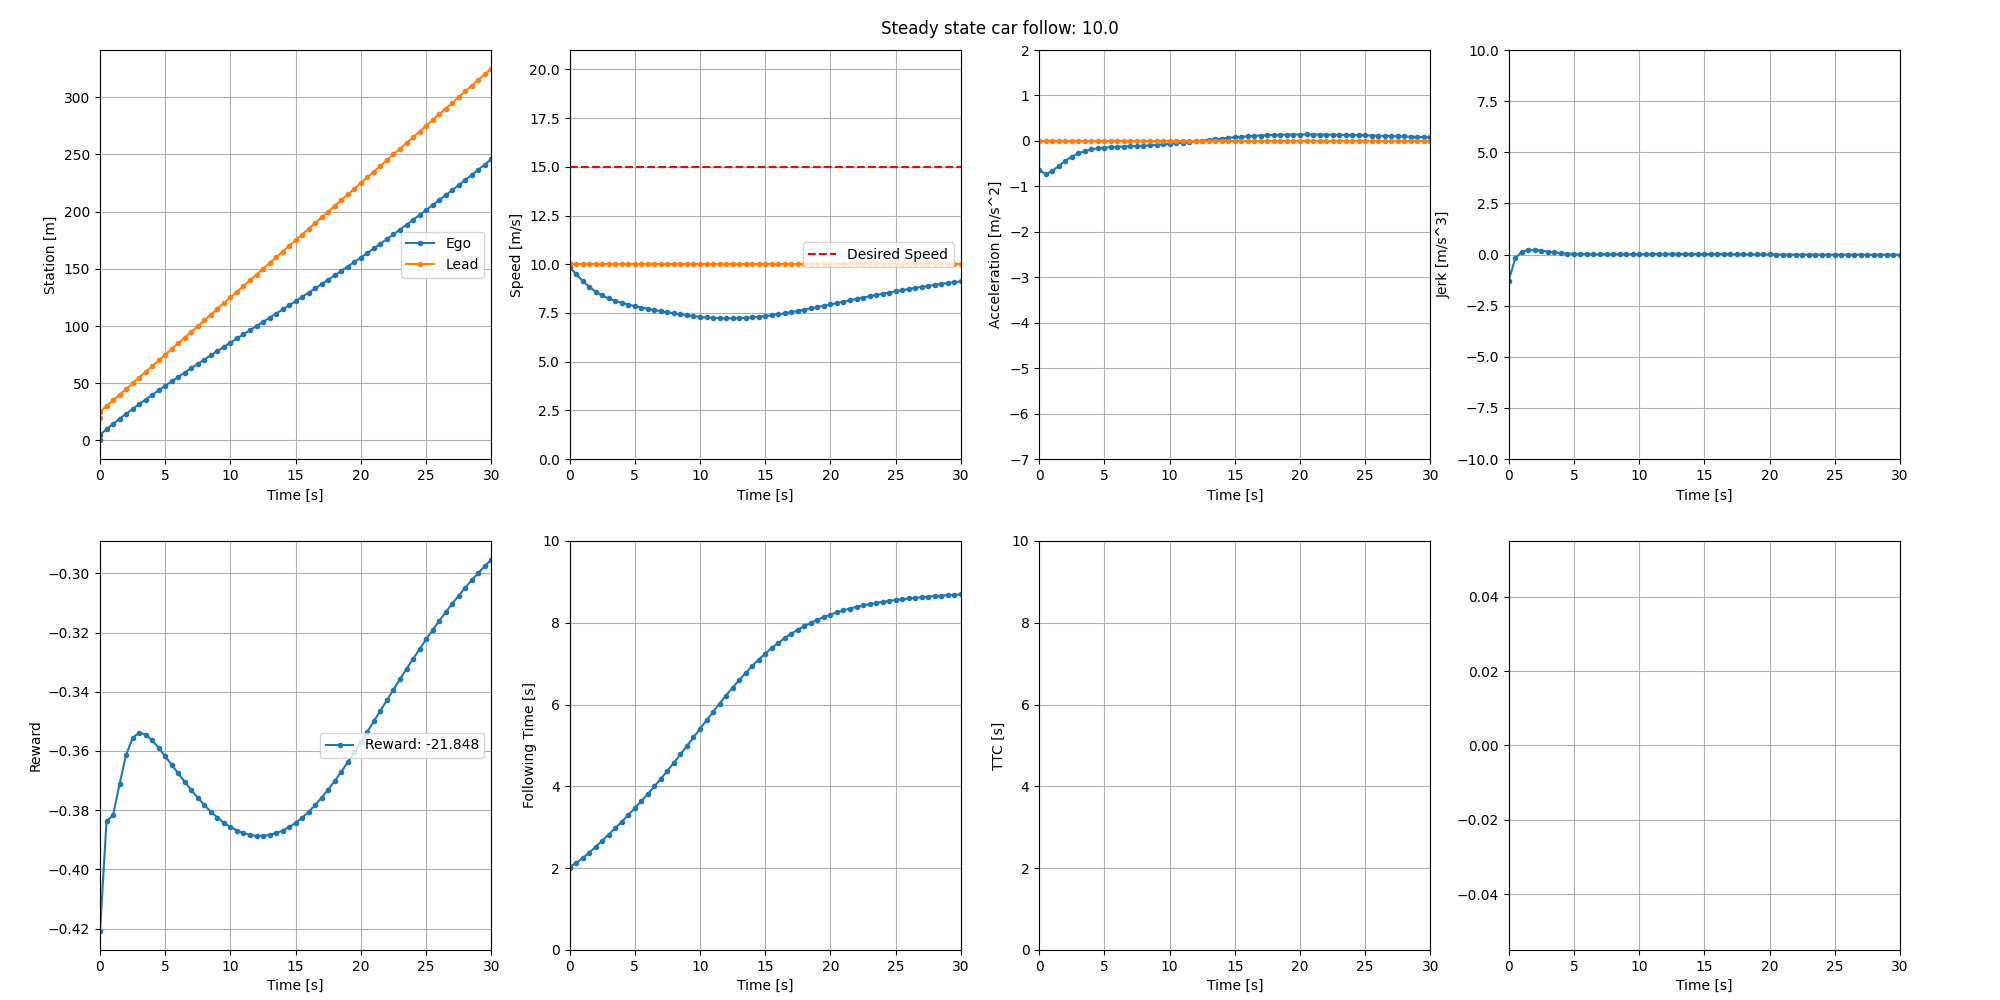 Steady state car follow: 10.0
Station [m]
300
250
200
150
100
50
0
0 5 10 15 20 25 30
Time [s]
Ego
Lead
Speed [m/s]
20.0
17.5
15.0
12.5
10.0
7.5
5.0
2.5
0.0
0 5 10 15 20 25 30
Time [s]
Desired Speed
Acceleration [m/s^2]
2
1
0
−1
−2
−3
−4
−5
−6
−7
0 5 10 15 20 25 30
Time [s]
Jerk [m/s^3]
10.0
7.5
5.0
2.5
0.0
−2.5
−5.0
−7.5
−10.0
0 5 10 15 20 25 30
Time [s]
Reward
−0.30
−0.32
−0.34
−0.36
−0.38
−0.40
−0.42
0 5 10 15 20 25 30
Time [s]
Reward: -21.848
Following Time [s]
10
8
6
4
2
0
0 5 10 15 20 25 30
Time [s]
TTC [s]
10
8
6
4
2
0
0 5 10 15 20 25 30
Time [s]
0.04
0.02
0.00
−0.02
−0.04
0 5 10 15 20 25 30
Time [s]